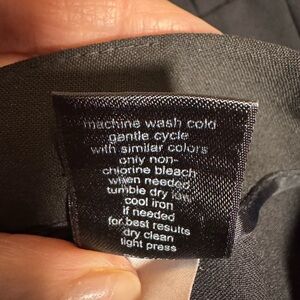 machine wash cold
gentle cycle
with similar colors
only non-
chlorine bleach
when needed
tumble dry low
cool iron
if needed
for best results
dry clean
light press